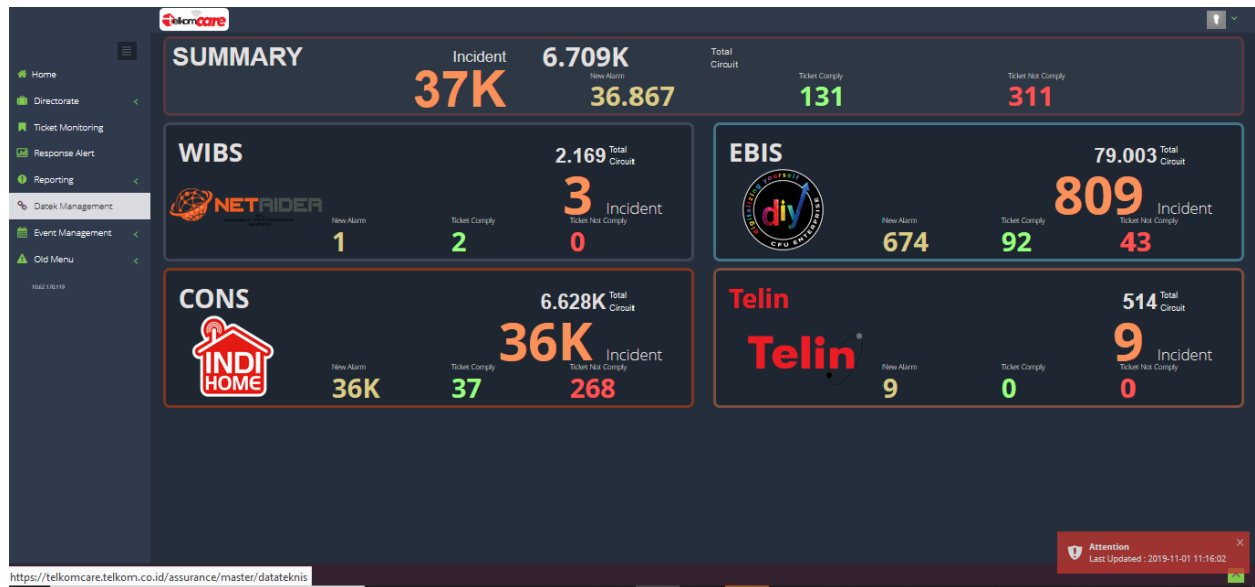 Telkomcare
Home
Directorate
Ticket Monitoring
Response Alert
Reporting
Datek Management
Event Management
Old Menu
10.62.170.119
SUMMARY
Incident
37K
6.709K
Total
Circuit
New Alarm
36.867
Ticket Comply
131
Ticket Not Comply
311
WIBS
2.169 Total
Circuit
NETRIDER
3 Incident
New Alarm
1
Ticket Comply
2
Ticket Not Comply
0
EBIS
79.003 Total
Circuit
digitalizing yourself
diy
CFU ENTERPRISE
809 Incident
New Alarm
674
Ticket Comply
92
Ticket Not Comply
43
CONS
6.628K Total
Circuit
INDI
HOME
36K Incident
New Alarm
36K
Ticket Comply
37
Ticket Not Comply
268
Telin
514 Total
Circuit
Telin
9 Incident
New Alarm
9
Ticket Comply
0
Ticket Not Comply
0
Attention
Last Updated : 2019-11-01 11:16:02
https://telkomcare.telkom.co.id/assurance/master/datateknis